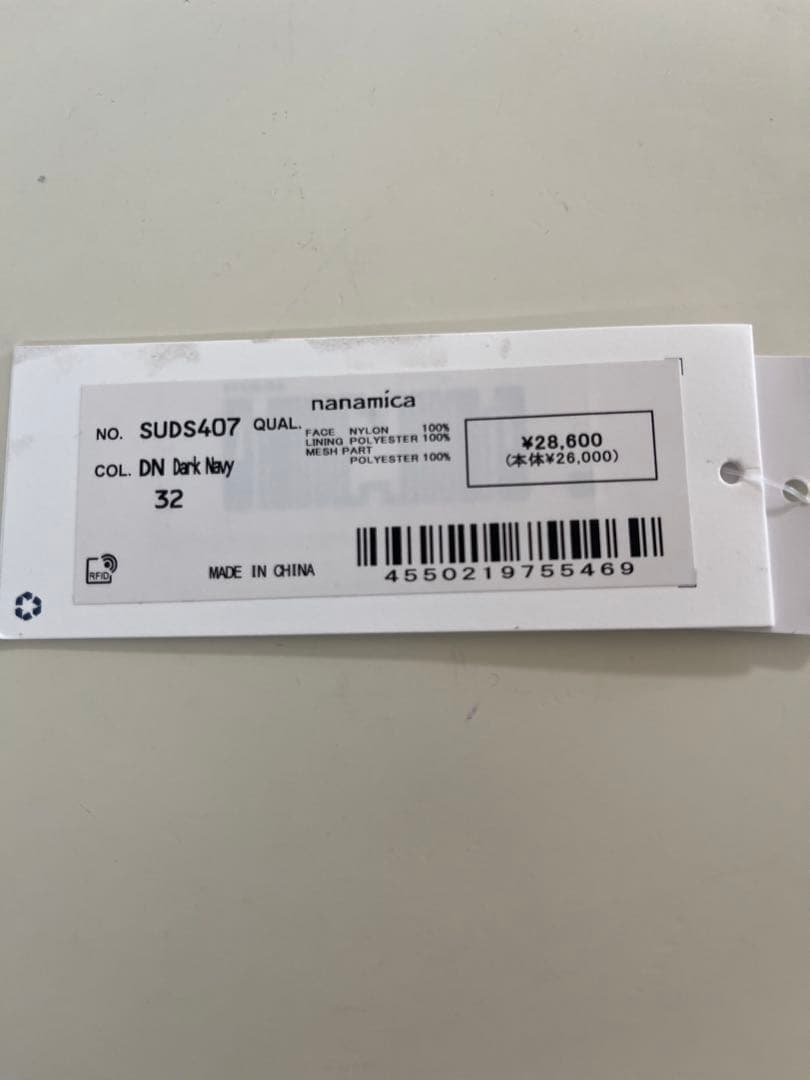 nanamica
NO. SUDS407
QUAL.
FACE NYLON 100%
LINING POLYESTER 100%
MESH PART
POLYESTER 100%
¥28,600
(本体¥26,000)
COL. DN Dark Navy
32
RFID
MADE IN CHINA
4550219755469